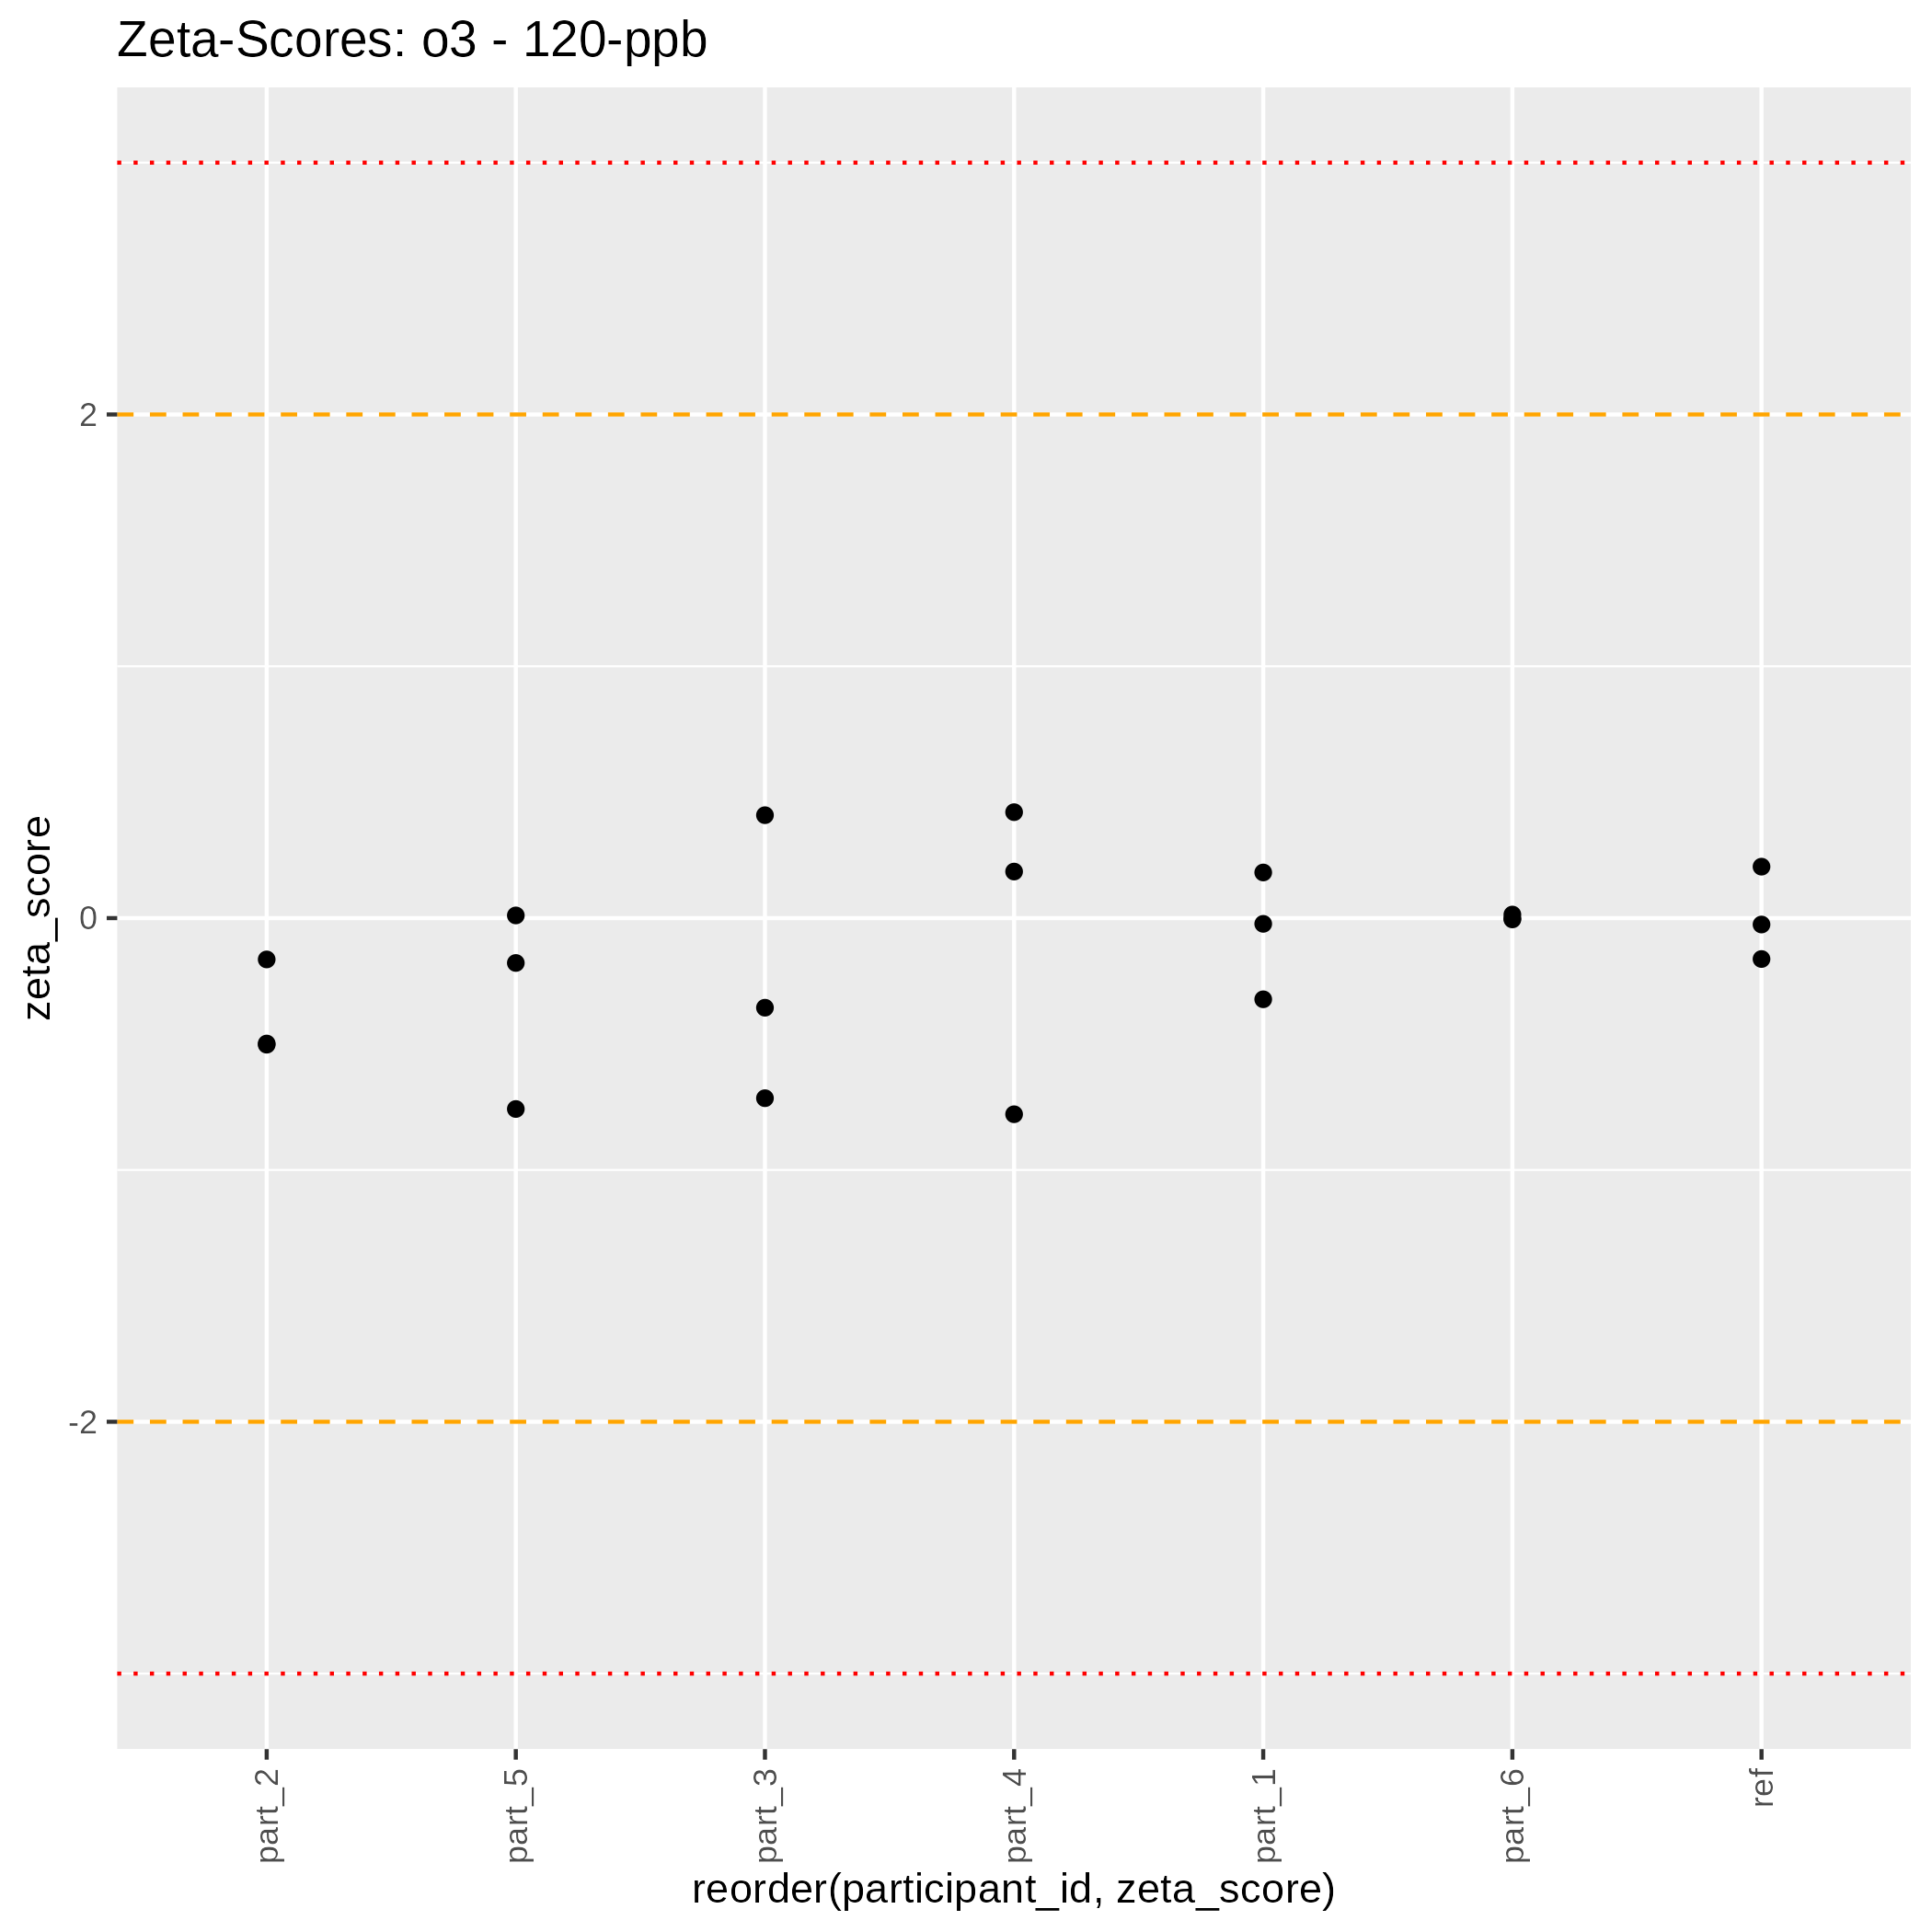 Zeta-Scores: o3 - 120-ppb
zeta_score
2
0
-2
part_2
part_5
part_3
part_4
part_1
part_6
ref
reorder(participant_id, zeta_score)